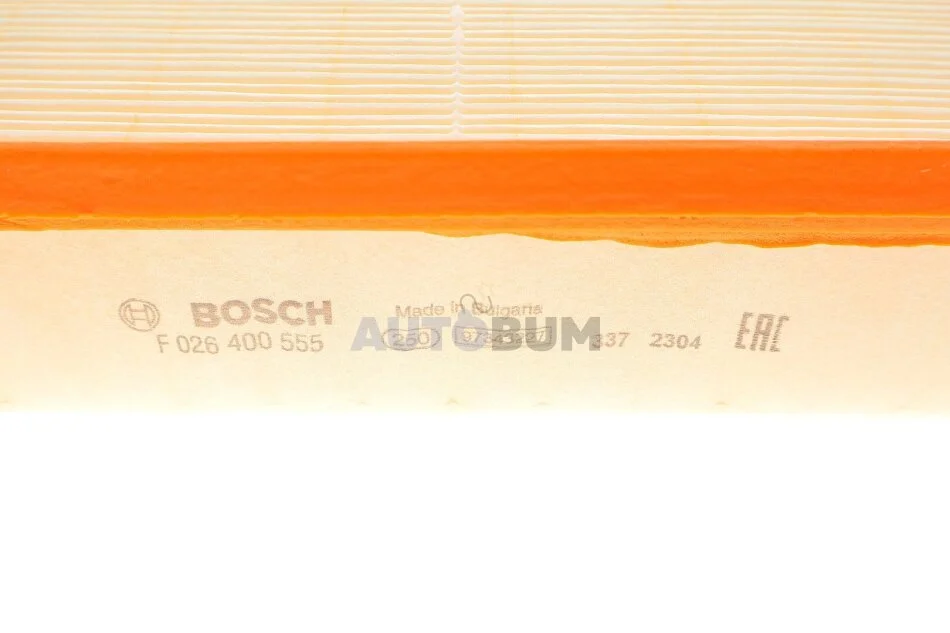 BOSCH Made in Bulgaria
AUTOBUM
F 026 400 555 250 337 2304 EAC